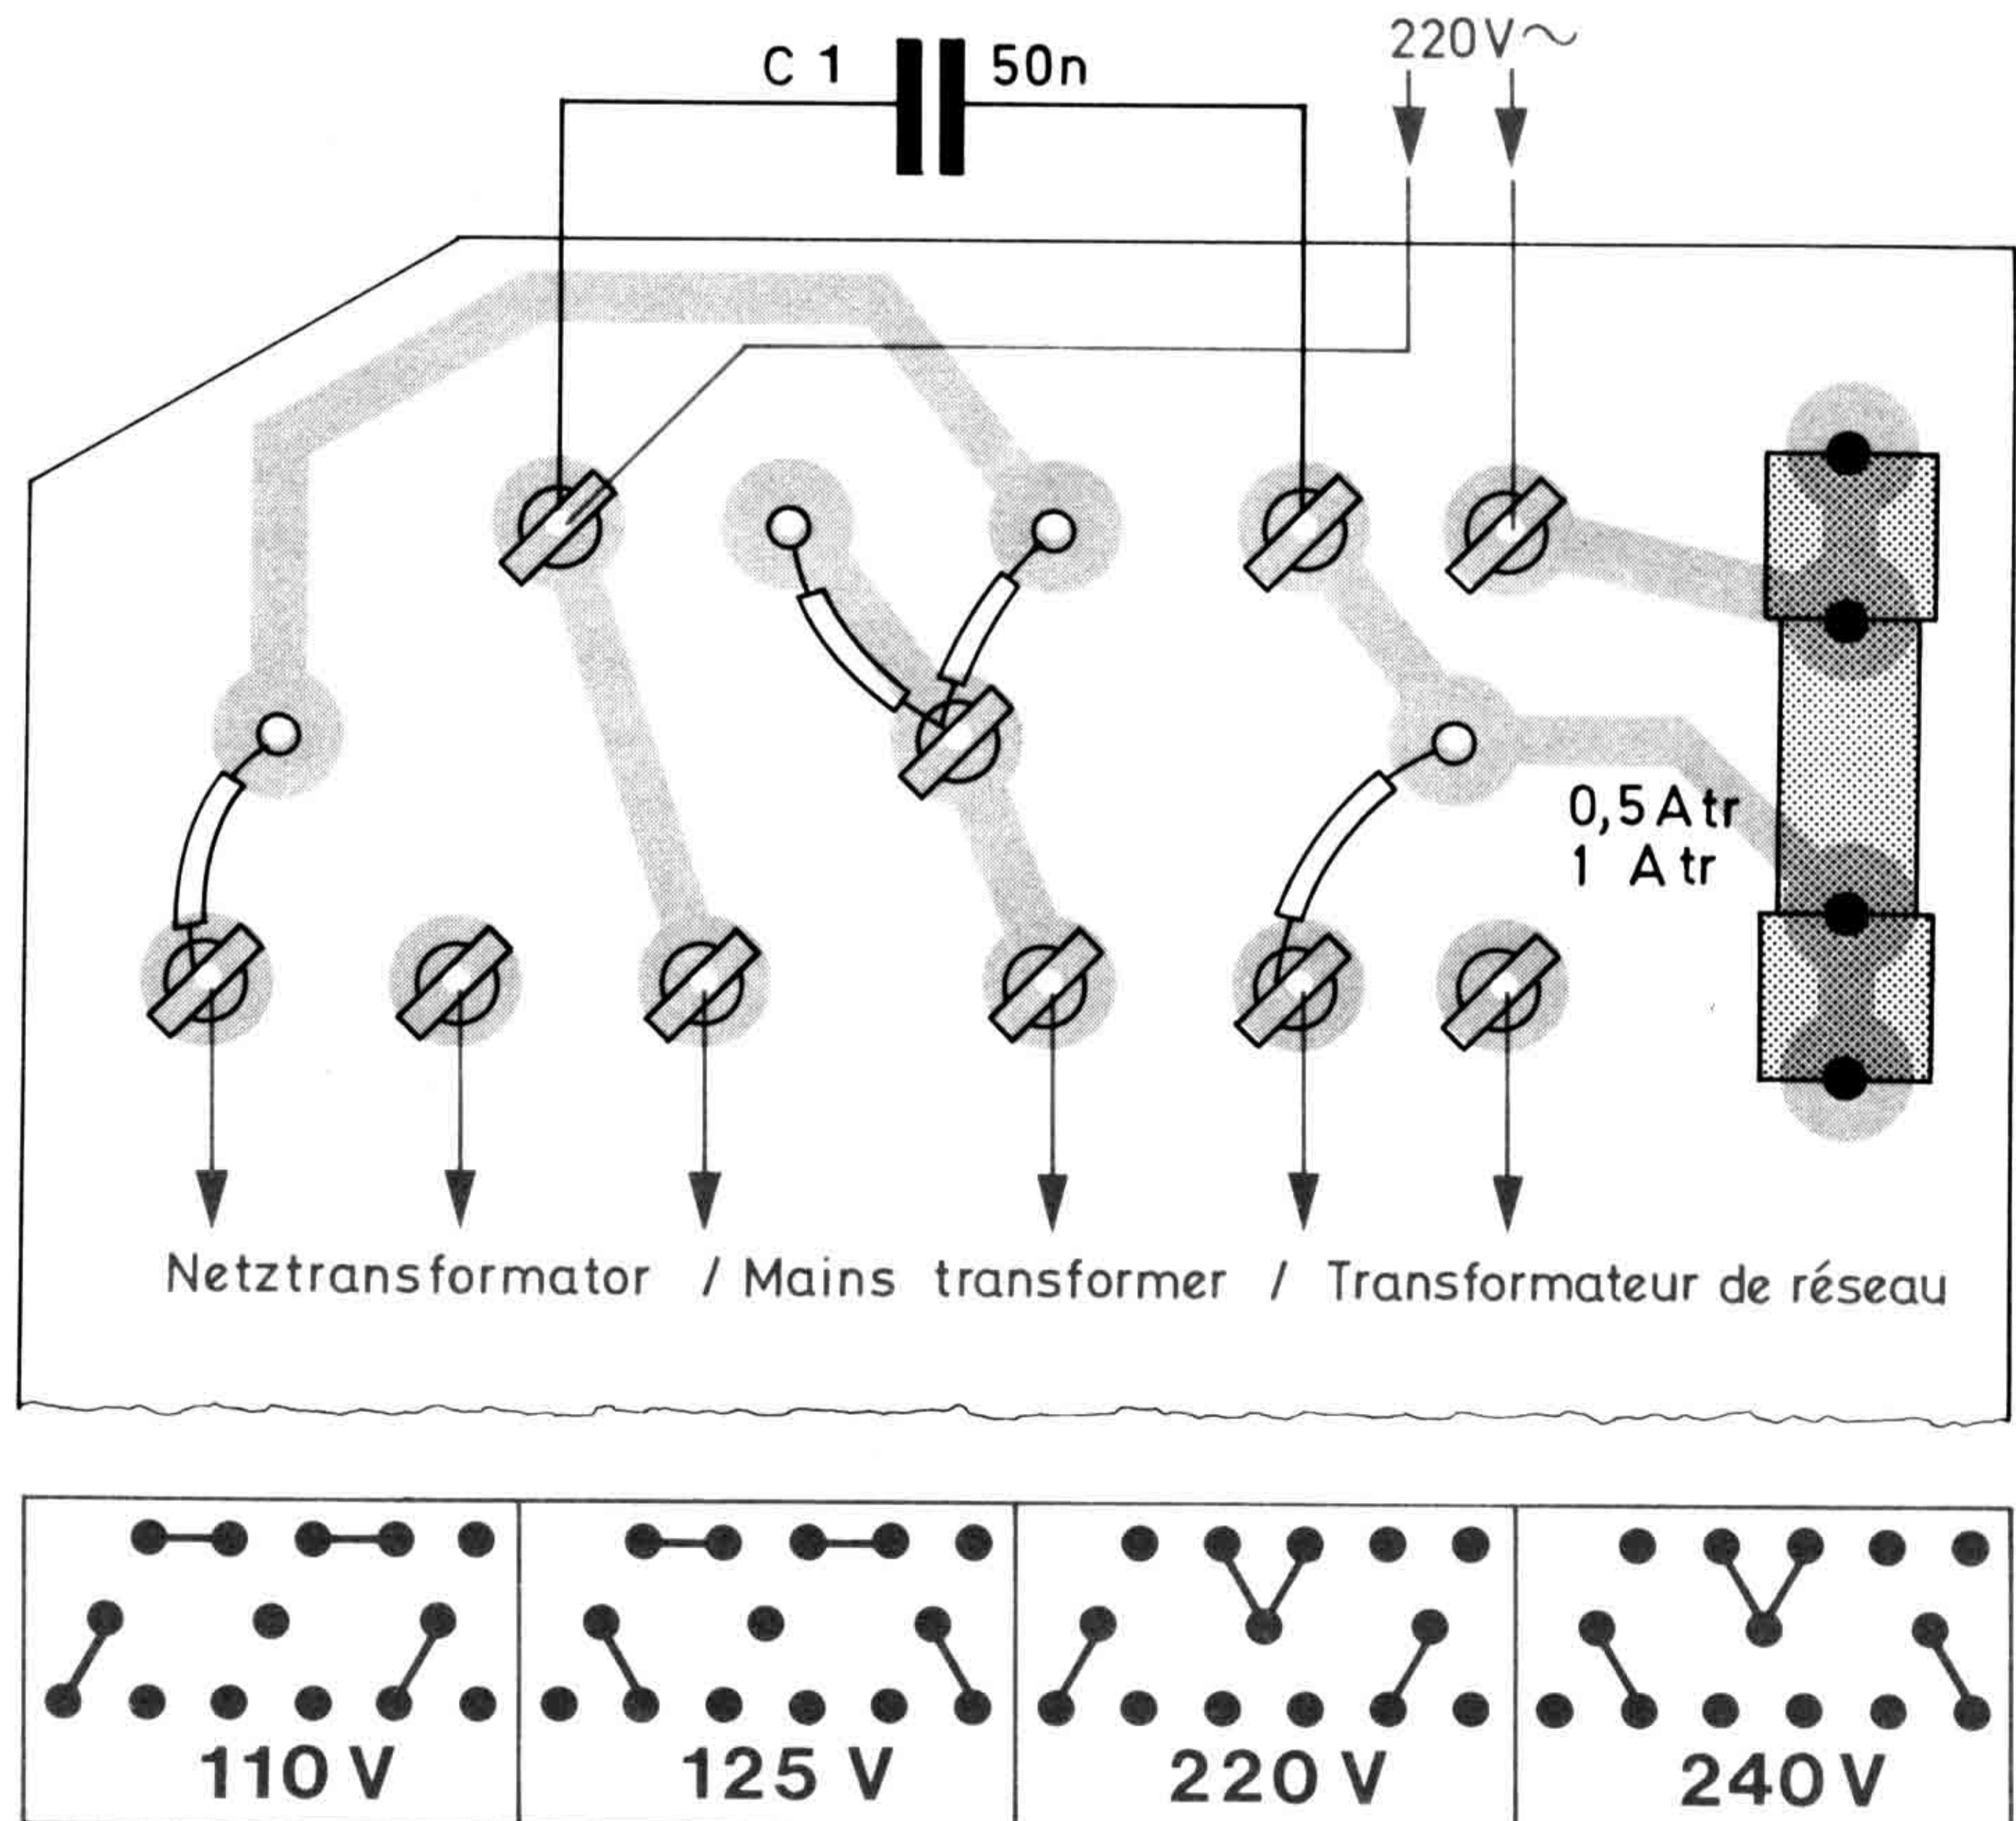 C 1 50n
220V~
0,5 A tr
1 A tr
Netztransformator / Mains transformer / Transformateur de réseau
110 V
125 V
220 V
240 V